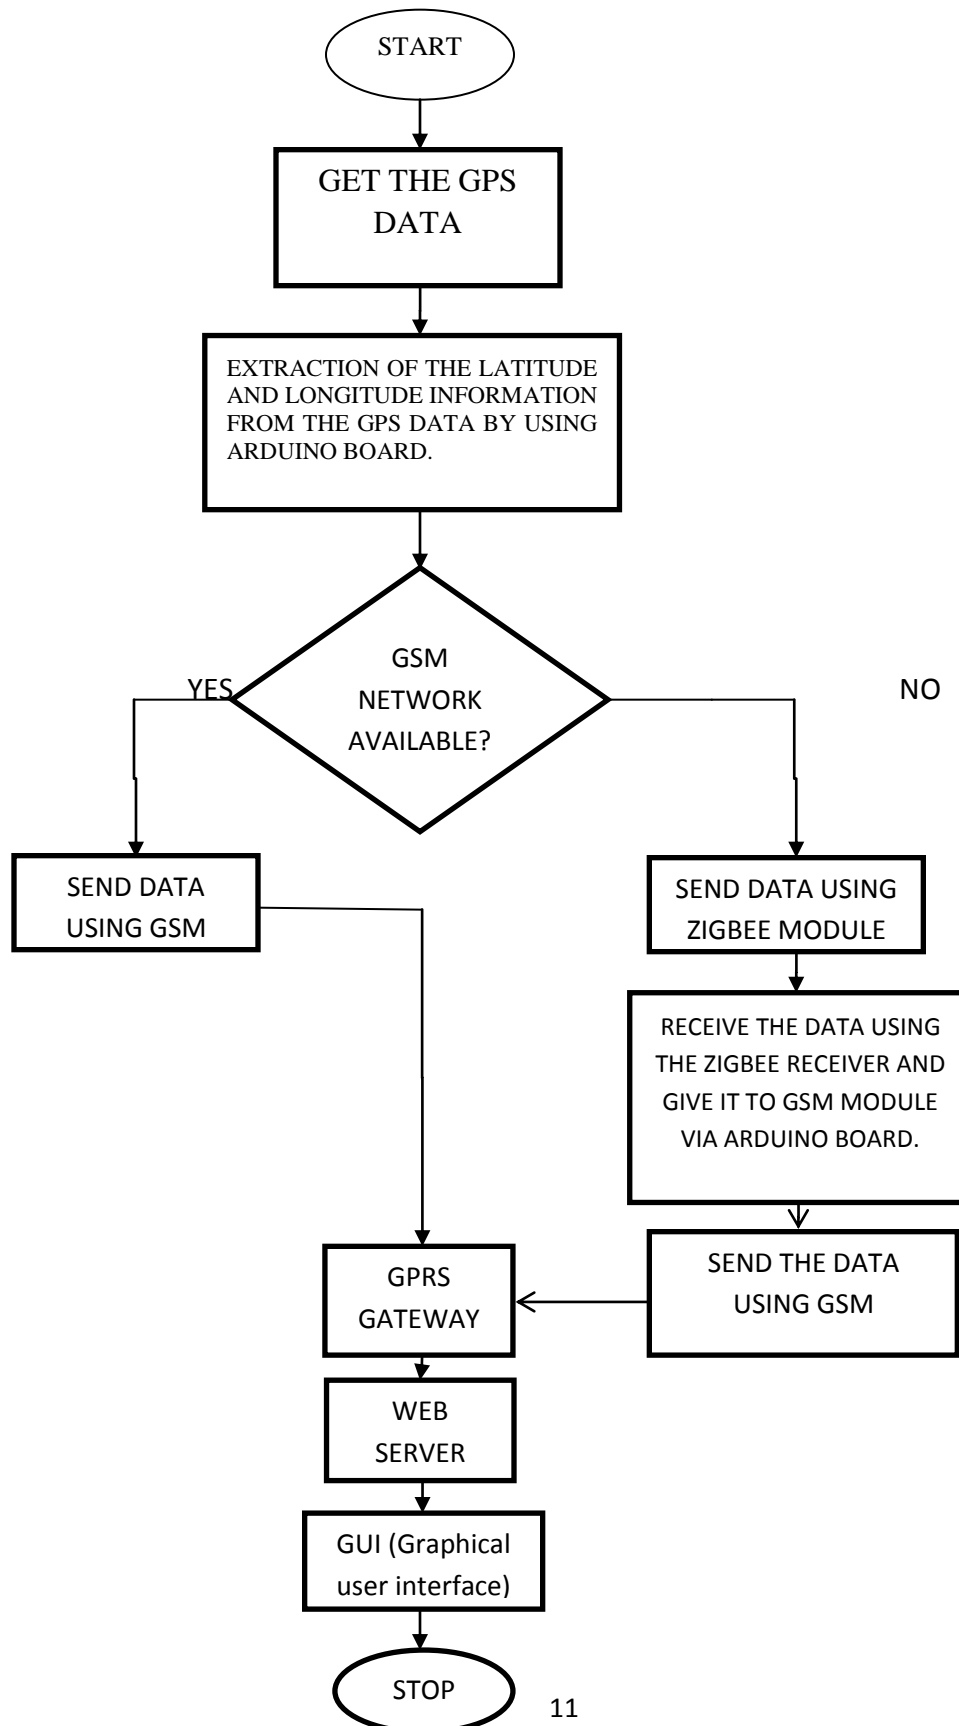 START
GET THE GPS
DATA
EXTRACTION OF THE LATITUDE
AND LONGITUDE INFORMATION
FROM THE GPS DATA BY USING
ARDUINO BOARD.
GSM
NETWORK
AVAILABLE?
YES
NO
SEND DATA
USING GSM
SEND DATA USING
ZIGBEE MODULE
RECEIVE THE DATA USING
THE ZIGBEE RECEIVER AND
GIVE IT TO GSM MODULE
VIA ARDUINO BOARD.
SEND THE DATA
USING GSM
GPRS
GATEWAY
WEB
SERVER
GUI (Graphical
user interface)
STOP
11